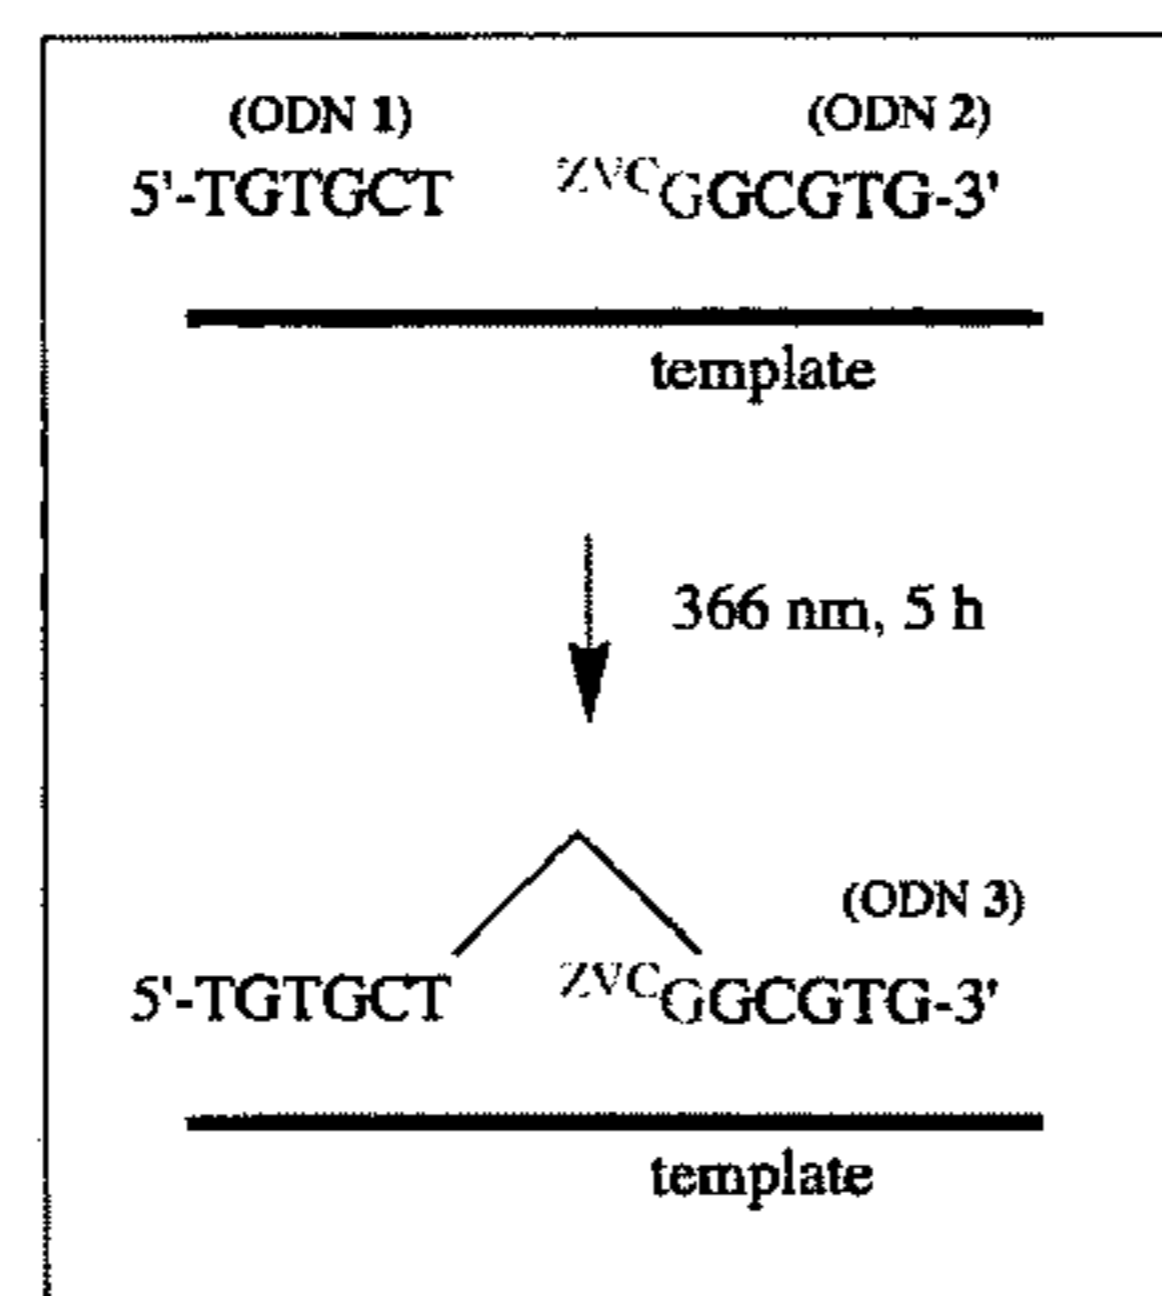 (ODN 1) (ODN 2)
5'-TGTGCT ZVCGGCGTG-3'
template
366 nm, 5 h
(ODN 3)
5'-TGTGCT ZVCGGCGTG-3'
template